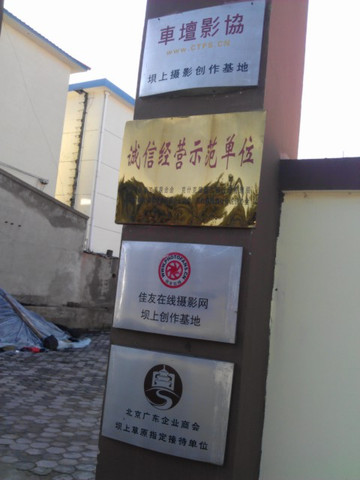 車壇影協
WWW.CTPS.CN
坝上摄影创作基地
诚信经营示范单位
佳友在线摄影网
坝上创作基地
北京广东企业商会
坝上草原指定接待单位